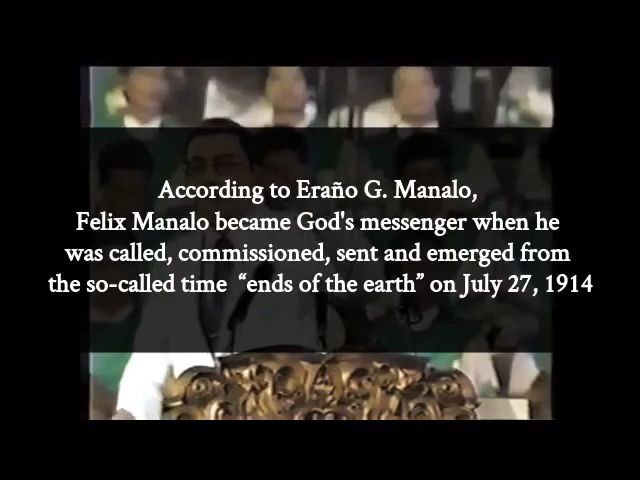 According to Eraño G. Manalo,
Felix Manalo became God's messenger when he
was called, commissioned, sent and emerged from
the so-called time “ends of the earth” on July 27, 1914